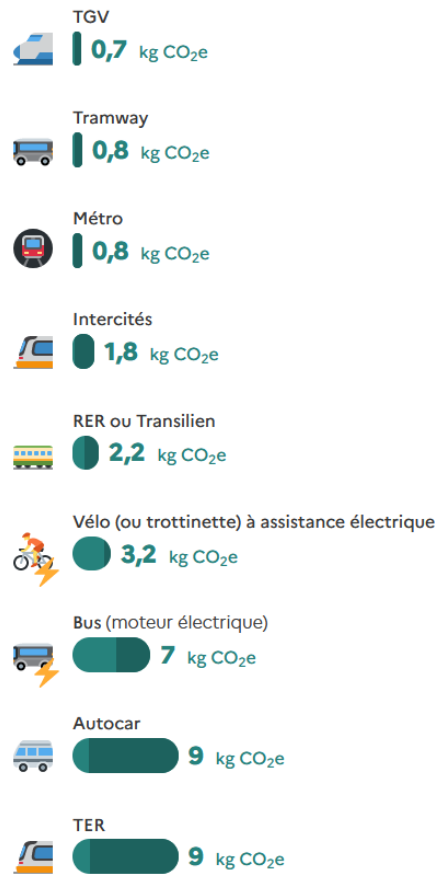 TGV
0,7 kg CO₂e
Tramway
0,8 kg CO₂e
Métro
0,8 kg CO₂e
Intercités
1,8 kg CO₂e
RER ou Transilien
2,2 kg CO₂e
Vélo (ou trottinette) à assistance électrique
3,2 kg CO₂e
Bus (moteur électrique)
7 kg CO₂e
Autocar
9 kg CO₂e
TER
9 kg CO₂e